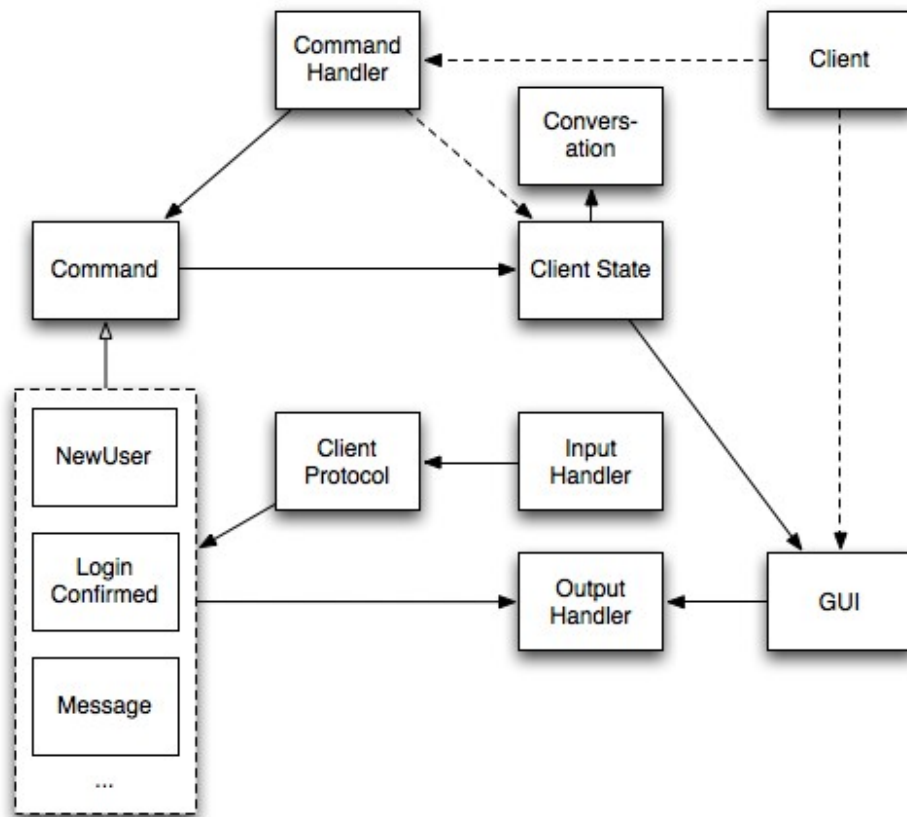 Command
Handler
Client
Convers-
ation
Command
Client State
NewUser
Client
Protocol
Input
Handler
Login
Confirmed
Output
Handler
GUI
Message
...